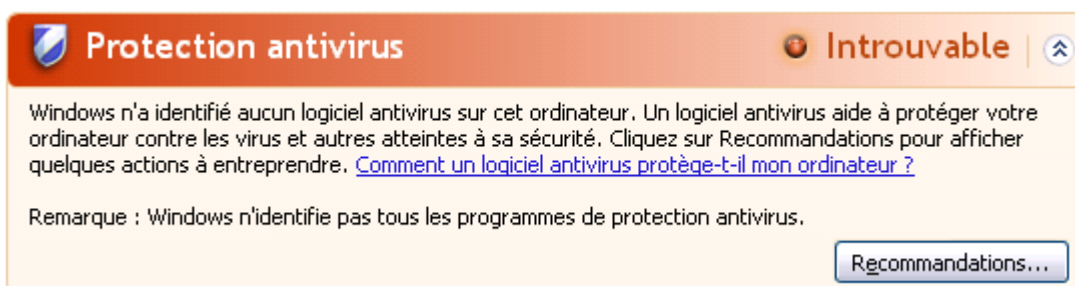 Protection antivirus Introuvable
Windows n'a identifié aucun logiciel antivirus sur cet ordinateur. Un logiciel antivirus aide à protéger votre
ordinateur contre les virus et autres atteintes à sa sécurité. Cliquez sur Recommandations pour afficher
quelques actions à entreprendre. Comment un logiciel antivirus protège-t-il mon ordinateur ?
Remarque : Windows n'identifie pas tous les programmes de protection antivirus.
Recommandations...